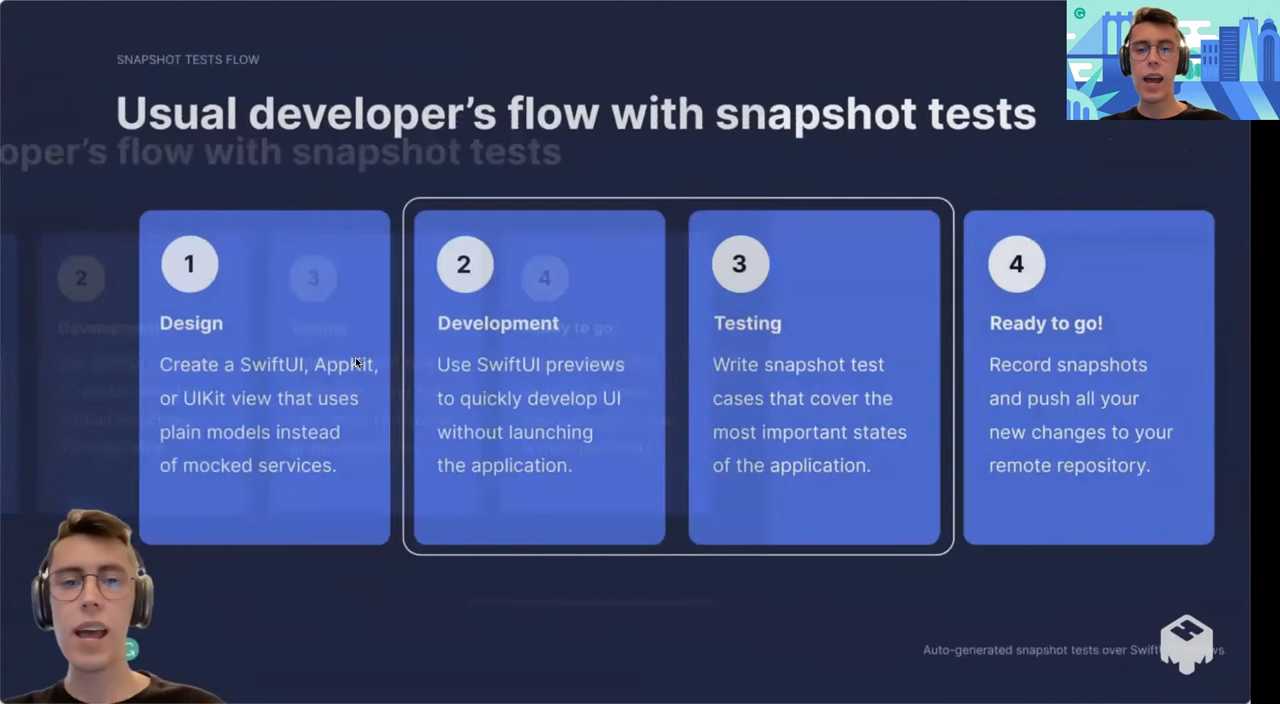 SNAPSHOT TESTS FLOW
Usual developer's flow with snapshot tests
oper's flow with snapshot tests
1
Design
Create a SwiftUI, AppKit,
or UIKit view that uses
plain models instead
of mocked services.
2
Development
Use SwiftUI previews
to quickly develop UI
without launching
the application.
3
Testing
Write snapshot test
cases that cover the
most important states
of the application.
4
Ready to go!
Record snapshots
and push all your
new changes to your
remote repository.
2
3
4
Auto-generated snapshot tests over